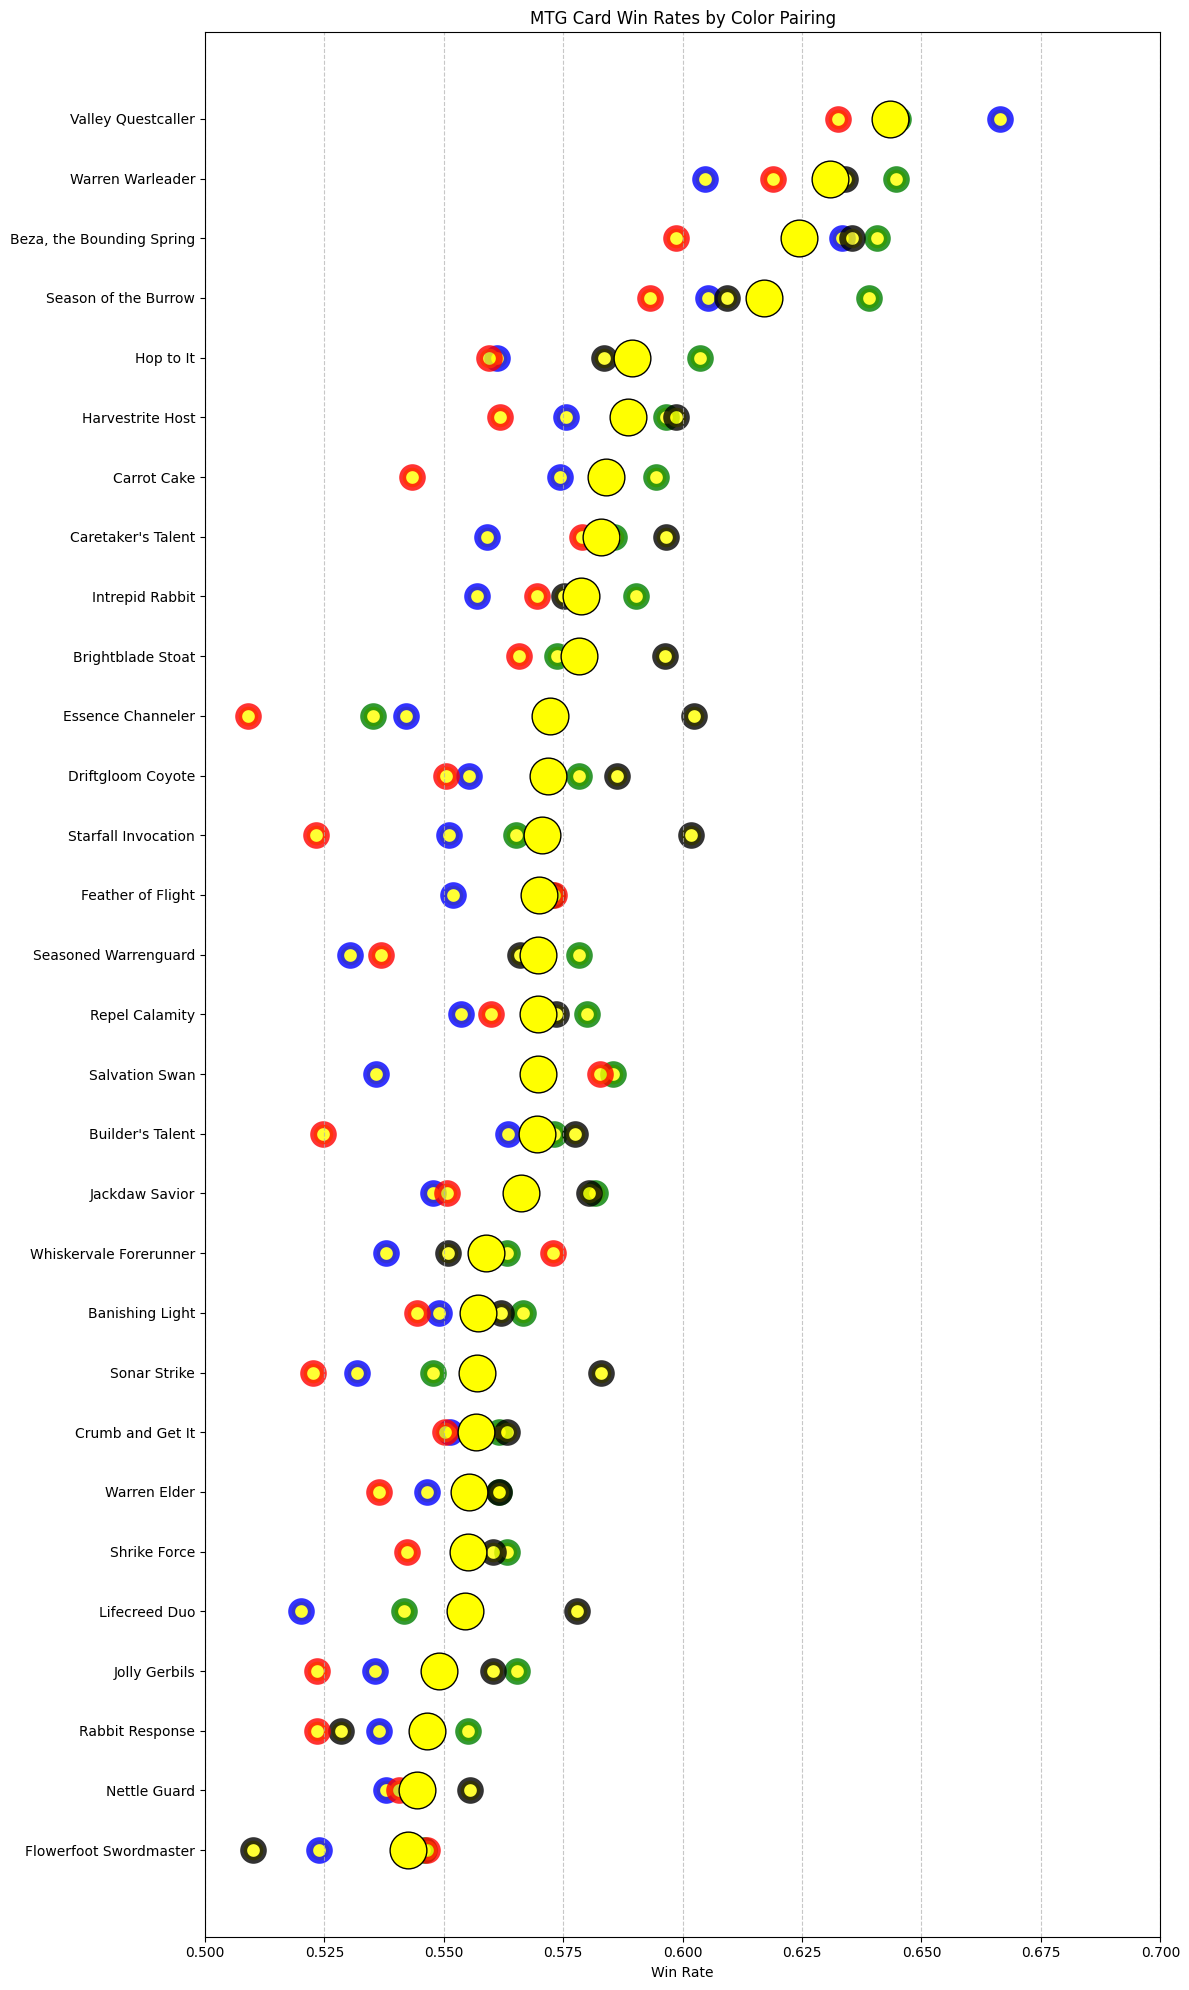 MTG Card Win Rates by Color Pairing
Valley Questcaller
Warren Warleader
Beza, the Bounding Spring
Season of the Burrow
Hop to It
Harvestrite Host
Carrot Cake
Caretaker's Talent
Intrepid Rabbit
Brightblade Stoat
Essence Channeler
Driftgloom Coyote
Starfall Invocation
Feather of Flight
Seasoned Warrenguard
Repel Calamity
Salvation Swan
Builder's Talent
Jackdaw Savior
Whiskervale Forerunner
Banishing Light
Sonar Strike
Crumb and Get It
Warren Elder
Shrike Force
Lifecreed Duo
Jolly Gerbils
Rabbit Response
Nettle Guard
Flowerfoot Swordmaster
0.500 0.525 0.550 0.575 0.600 0.625 0.650 0.675 0.700
Win Rate